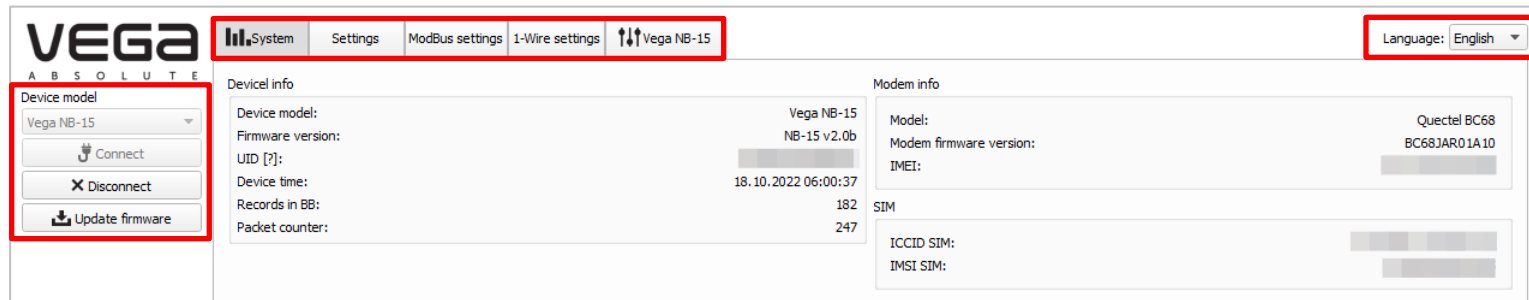 VEGA
ABSOLUTE
System Settings ModBus settings 1-Wire settings Vega NB-15
Language: English
Device model
Vega NB-15
Connect
Disconnect
Update firmware
Devicel info
Device model: Vega NB-15
Firmware version: NB-15 v2.0b
UID [?]:
Device time: 18.10.2022 06:00:37
Records in BB: 182
Packet counter: 247
Modem info
Model: Quectel BC68
Modem firmware version: BC68JAR01A10
IMEI:
SIM
ICCID SIM:
IMSI SIM: